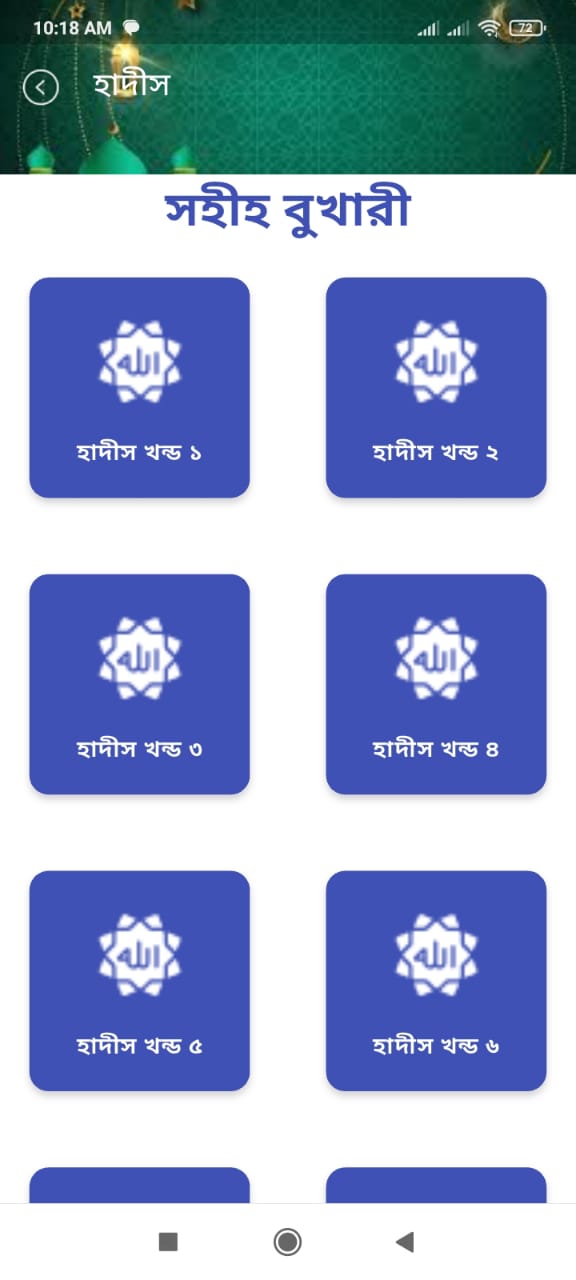 10:18 AM
72
হাদীস
সহীহ বুখারী
الله
الله
হাদীস খন্ড ১
হাদীস খন্ড ২
الله
الله
হাদীস খন্ড ৩
হাদীস খন্ড ৪
الله
الله
হাদীস খন্ড ৫
হাদীস খন্ড ৬